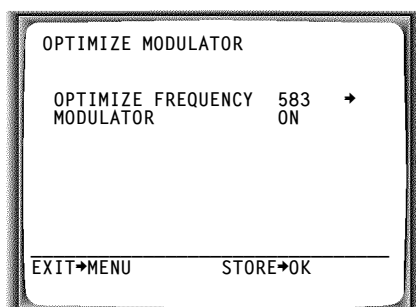 OPTIMIZE MODULATOR
OPTIMIZE FREQUENCY 583 ➜
MODULATOR ON
EXIT➜MENU STORE➜OK